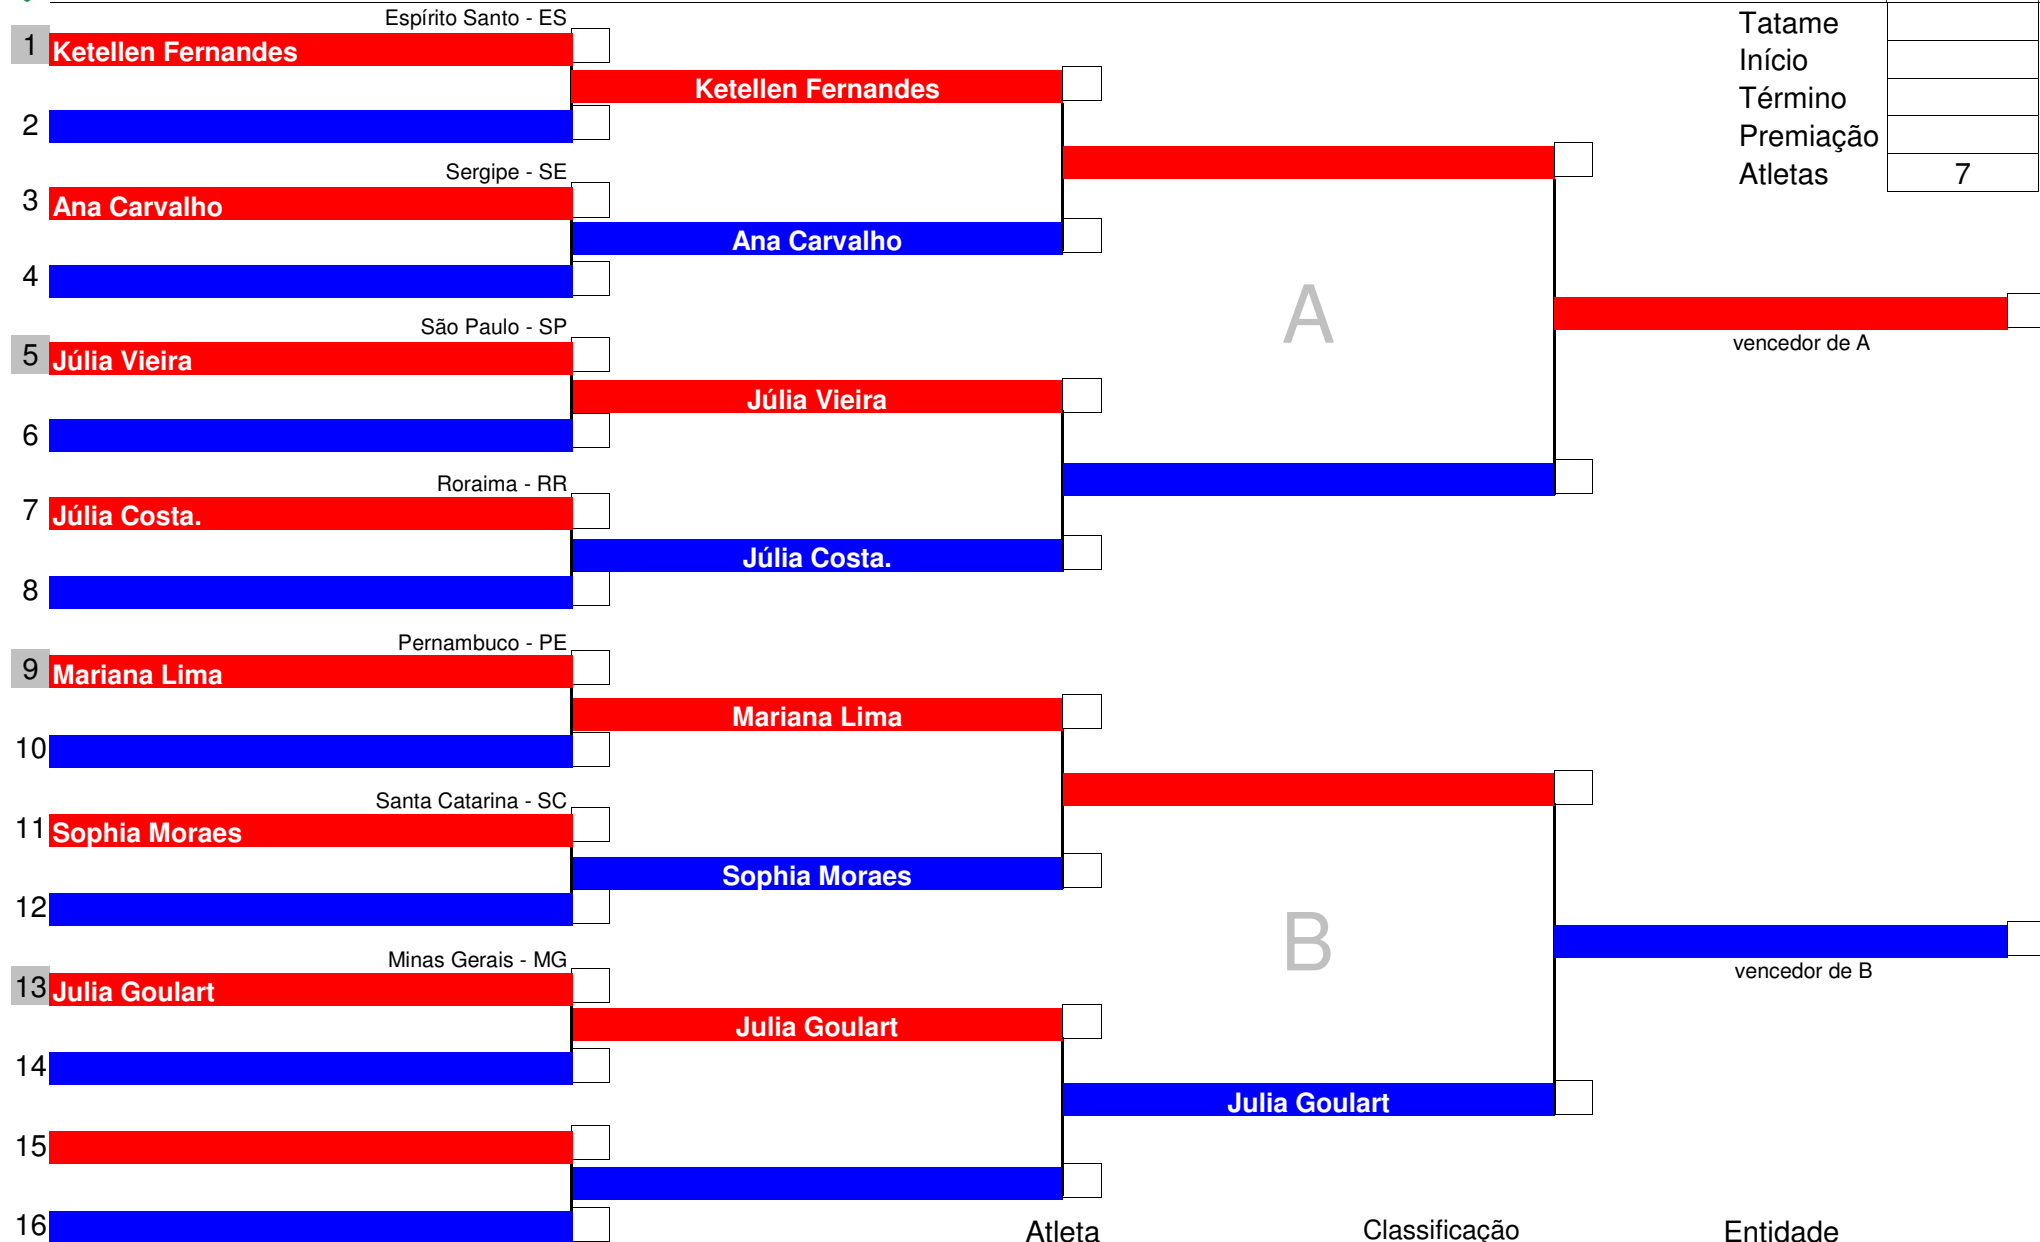 Espírito Santo - ES
1 Ketellen Fernandes
Ketellen Fernandes
2
Sergipe - SE
3 Ana Carvalho
Ana Carvalho
4
São Paulo - SP
5 Júlia Vieira
Júlia Vieira
6
Roraima - RR
7 Júlia Costa.
Júlia Costa.
8
Pernambuco - PE
9 Mariana Lima
Mariana Lima
10
Santa Catarina - SC
11 Sophia Moraes
Sophia Moraes
12
Minas Gerais - MG
13 Julia Goulart
Julia Goulart
14
Julia Goulart
15
16
A
B
vencedor de A
vencedor de B
Tatame
Início
Término
Premiação
Atletas 7
Atleta Classificação Entidade